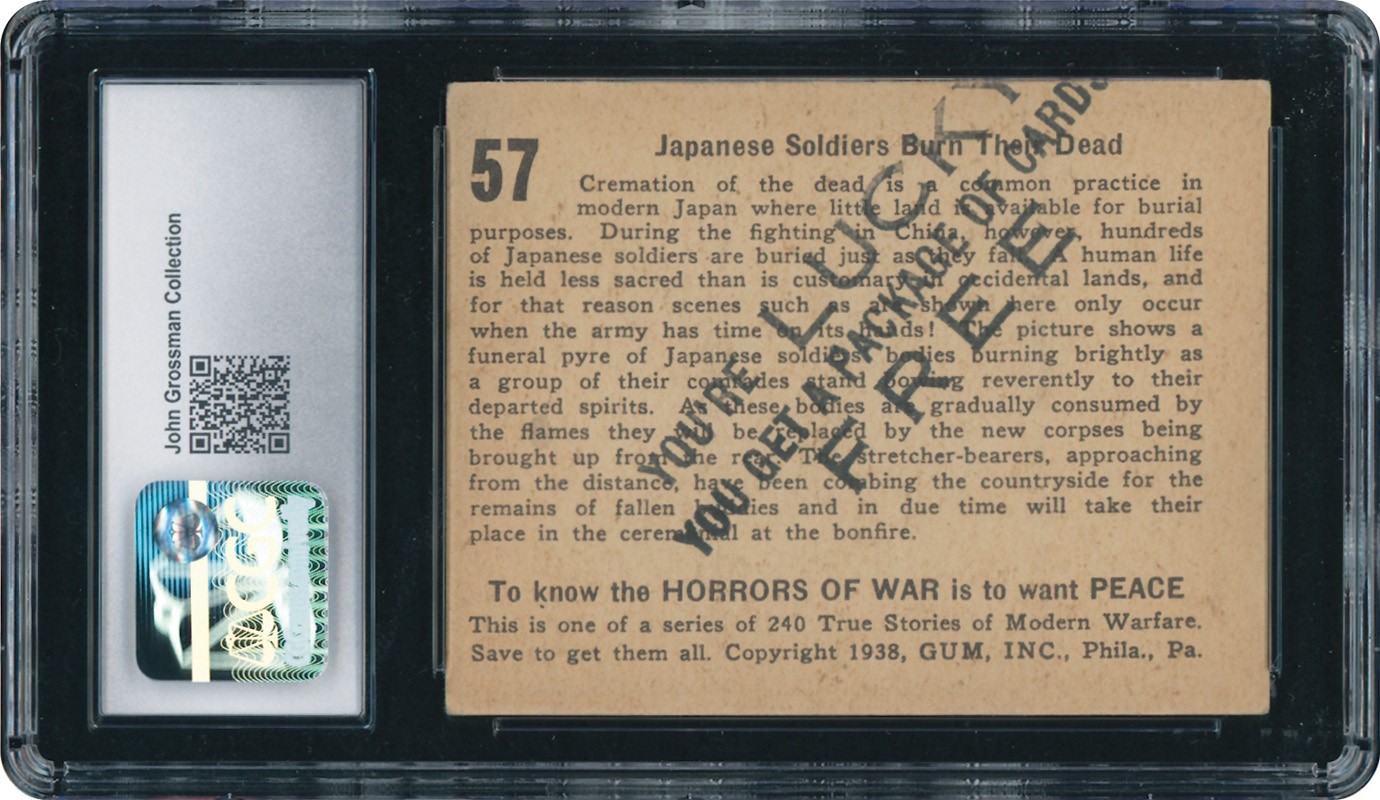 John Grossman Collection
CGC
57
Japanese Soldiers Burn Their Dead
Cremation of the dead is a common practice in
modern Japan where little land is available for burial
purposes. During the fighting in China, however, hundreds
of Japanese soldiers are buried just as they fall. A human life
is held less sacred than is customary in occidental lands, and
for that reason scenes such as are shown here only occur
when the army has time on its hands! The picture shows a
funeral pyre of Japanese soldiers' bodies burning brightly as
a group of their comrades stand bowing reverently to their
departed spirits. As these bodies are gradually consumed by
the flames they will be replaced by the new corpses being
brought up from the rear. The stretcher-bearers, approaching
from the distance, have been combing the countryside for the
remains of fallen buddies and in due time will take their
place in the ceremonial at the bonfire.
To know the HORRORS OF WAR is to want PEACE
This is one of a series of 240 True Stories of Modern Warfare.
Save to get them all. Copyright 1938, GUM, INC., Phila., Pa.
YOU'RE LUCKY
YOU GET A PACKAGE OF CARDS
FREE